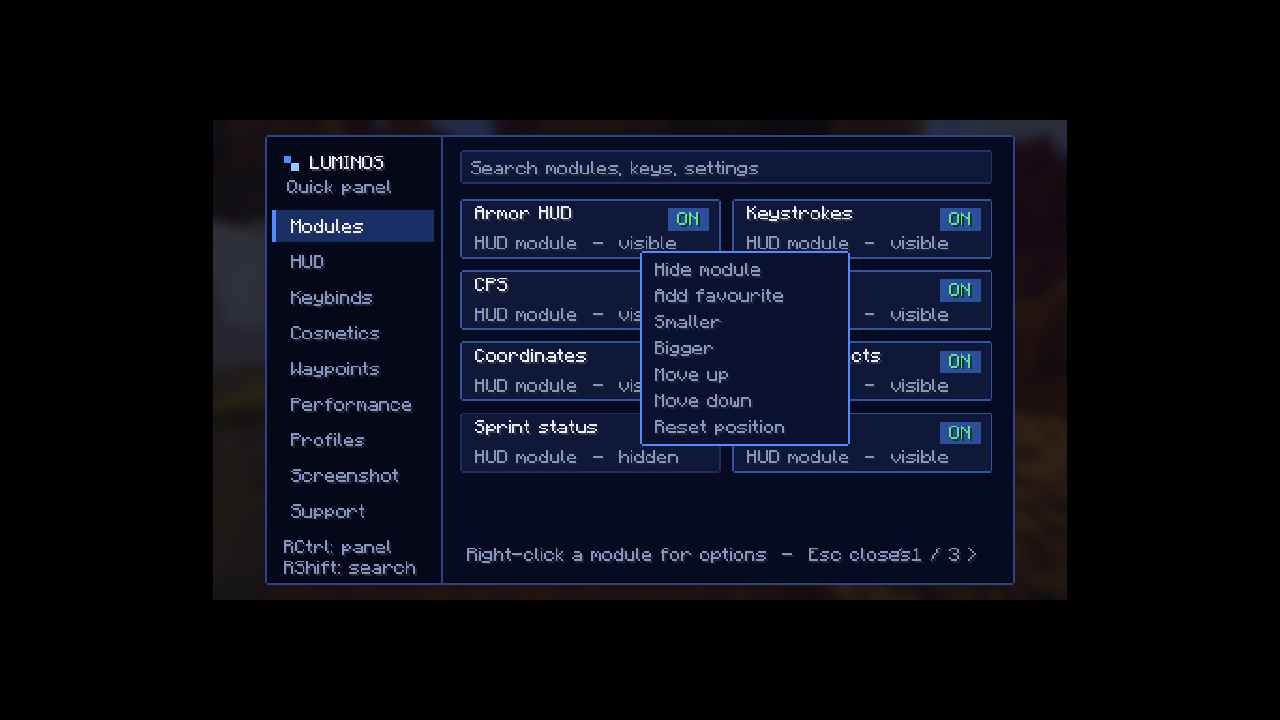 LUMINOS
Quick panel
Modules
HUD
Keybinds
Cosmetics
Waypoints
Performance
Profiles
Screenshot
Support
RCtrl: panel
RShift: search
Search modules, keys, settings
Armor HUD
ON
HUD module - visible
Keystrokes
ON
HUD module - visible
CPS
HUD module -
ON
- visible
Coordinates
HUD module -
ON
- visible
Sprint status
HUD module - hidden
ON
HUD module - visible
Hide module
Add favourite
Smaller
Bigger
Move up
Move down
Reset position
Right-click a module for options - Esc closes
1 / 3 >